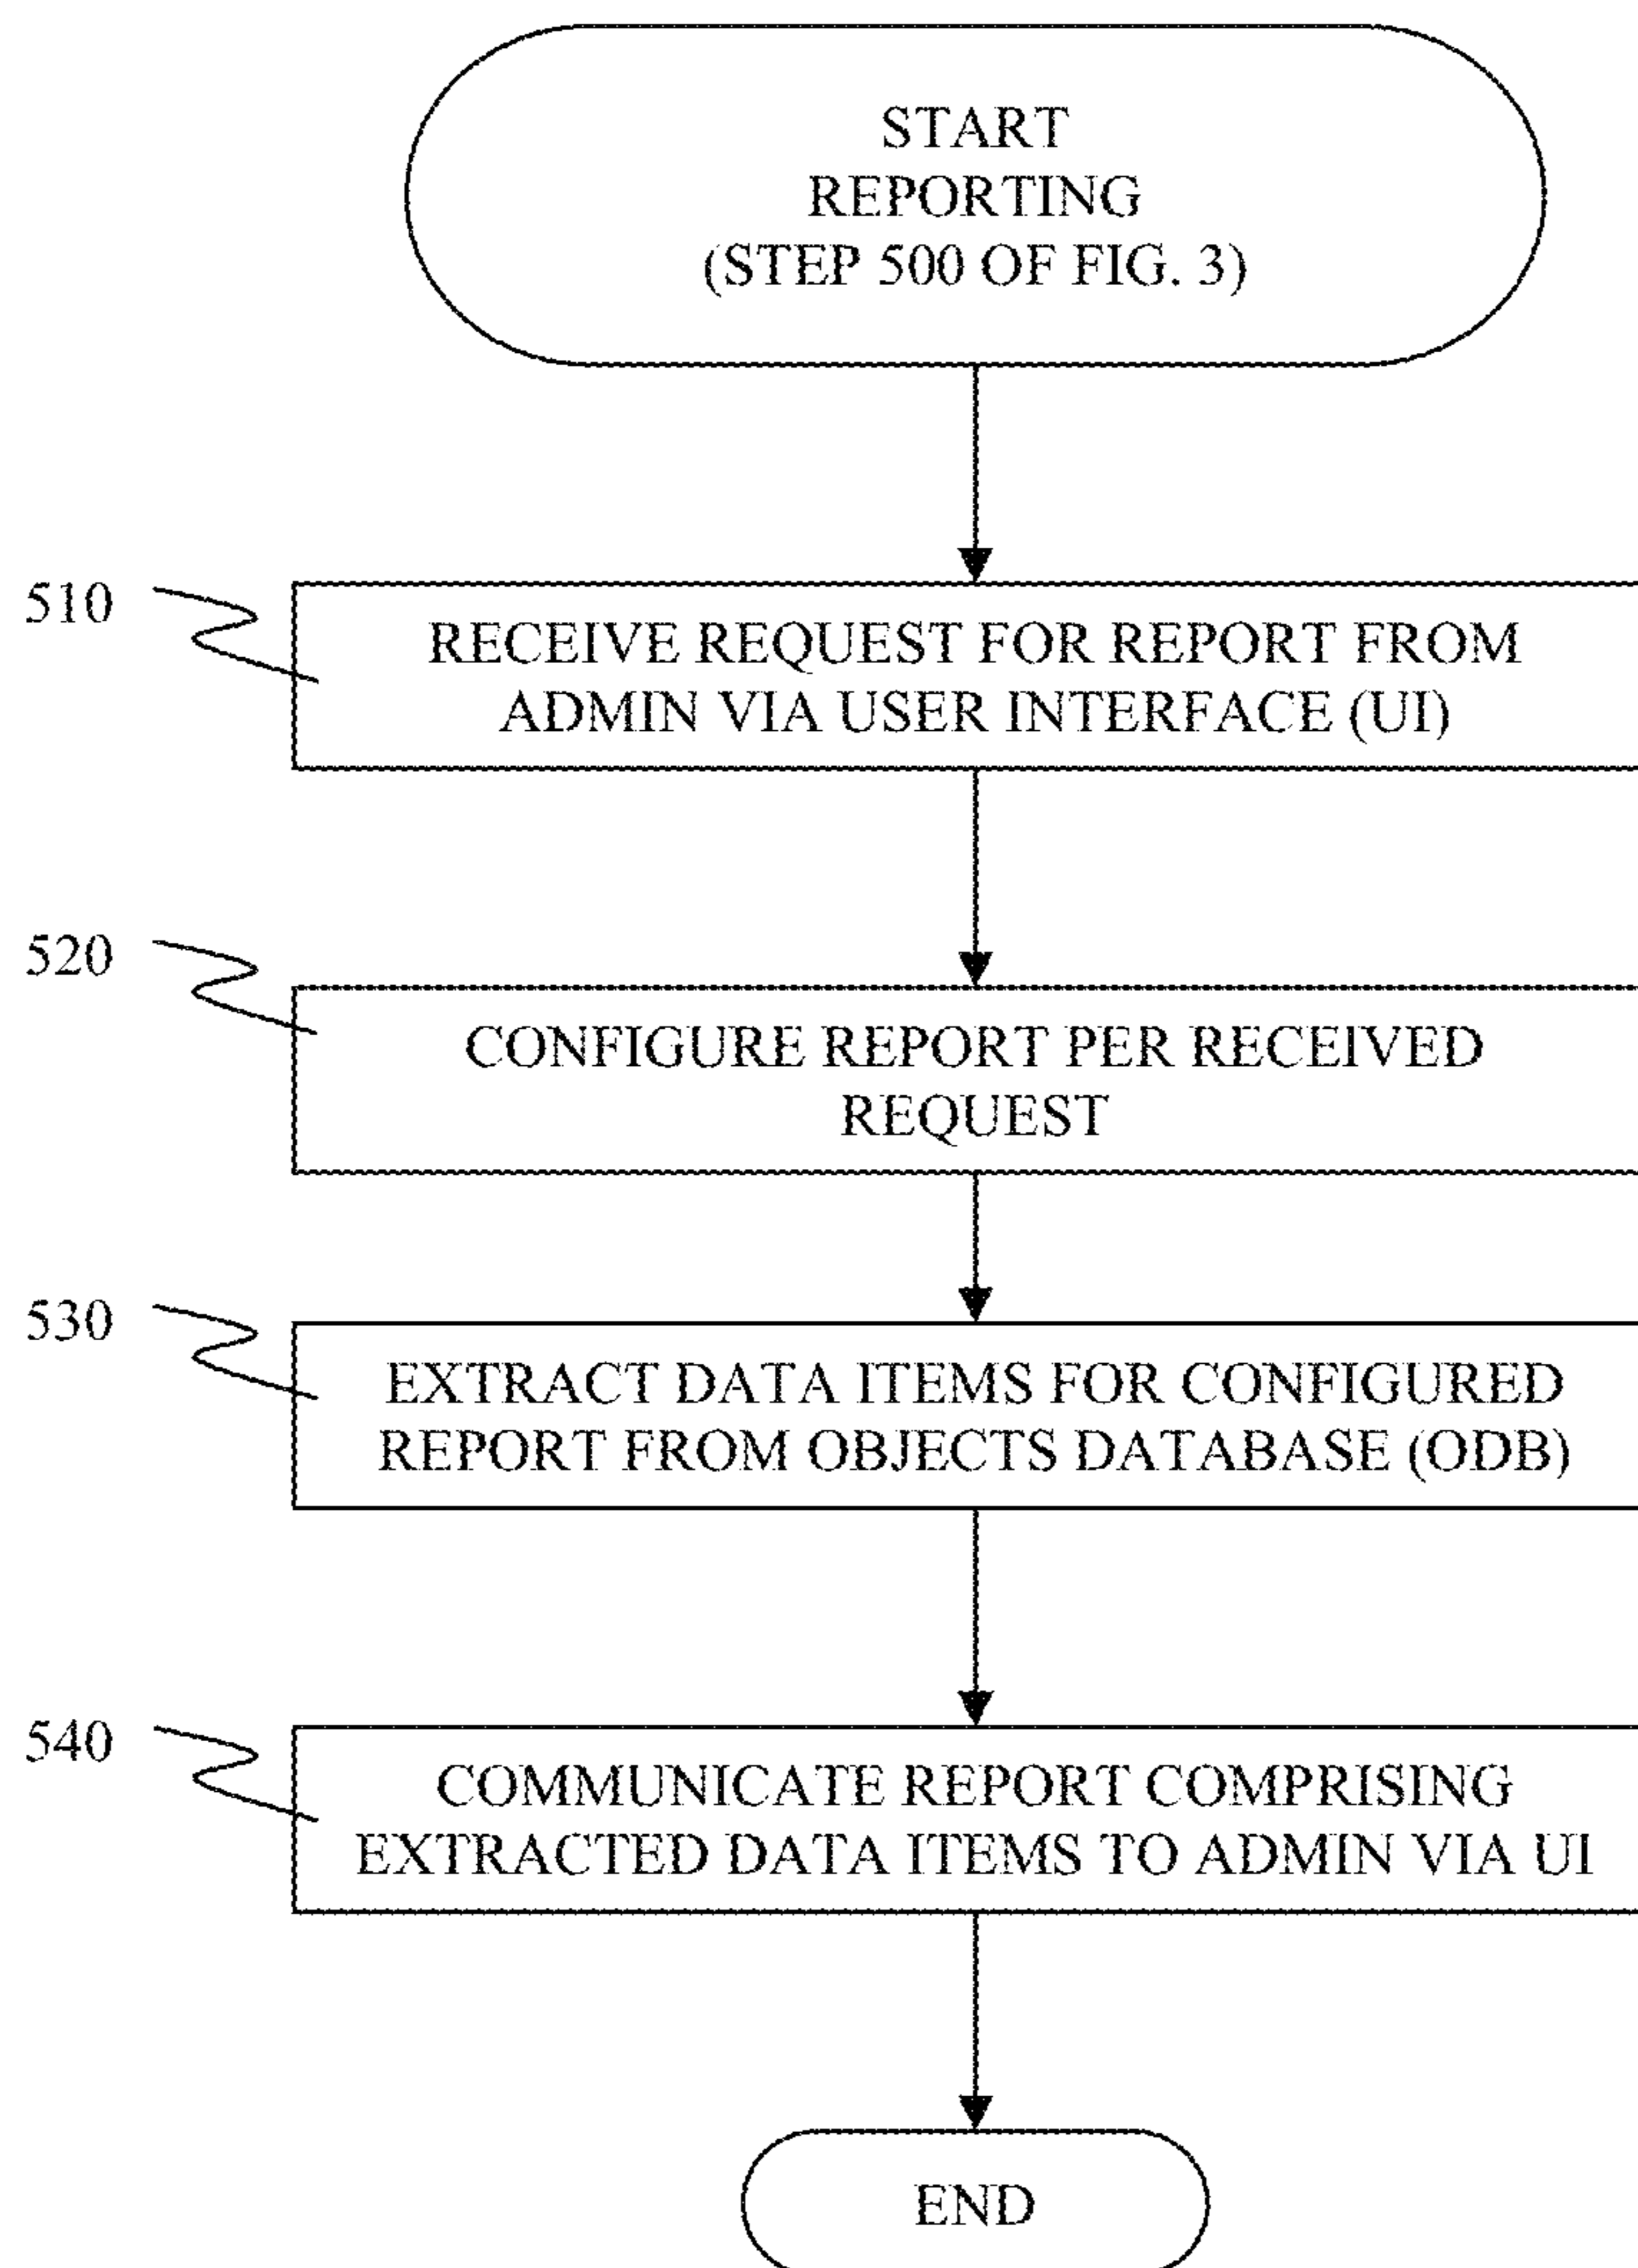 START
REPORTING
(STEP 500 OF FIG. 3)
510
RECEIVE REQUEST FOR REPORT FROM
ADMIN VIA USER INTERFACE (UI)
520
CONFIGURE REPORT PER RECEIVED
REQUEST
530
EXTRACT DATA ITEMS FOR CONFIGURED
REPORT FROM OBJECTS DATABASE (ODB)
540
COMMUNICATE REPORT COMPRISING
EXTRACTED DATA ITEMS TO ADMIN VIA UI
END